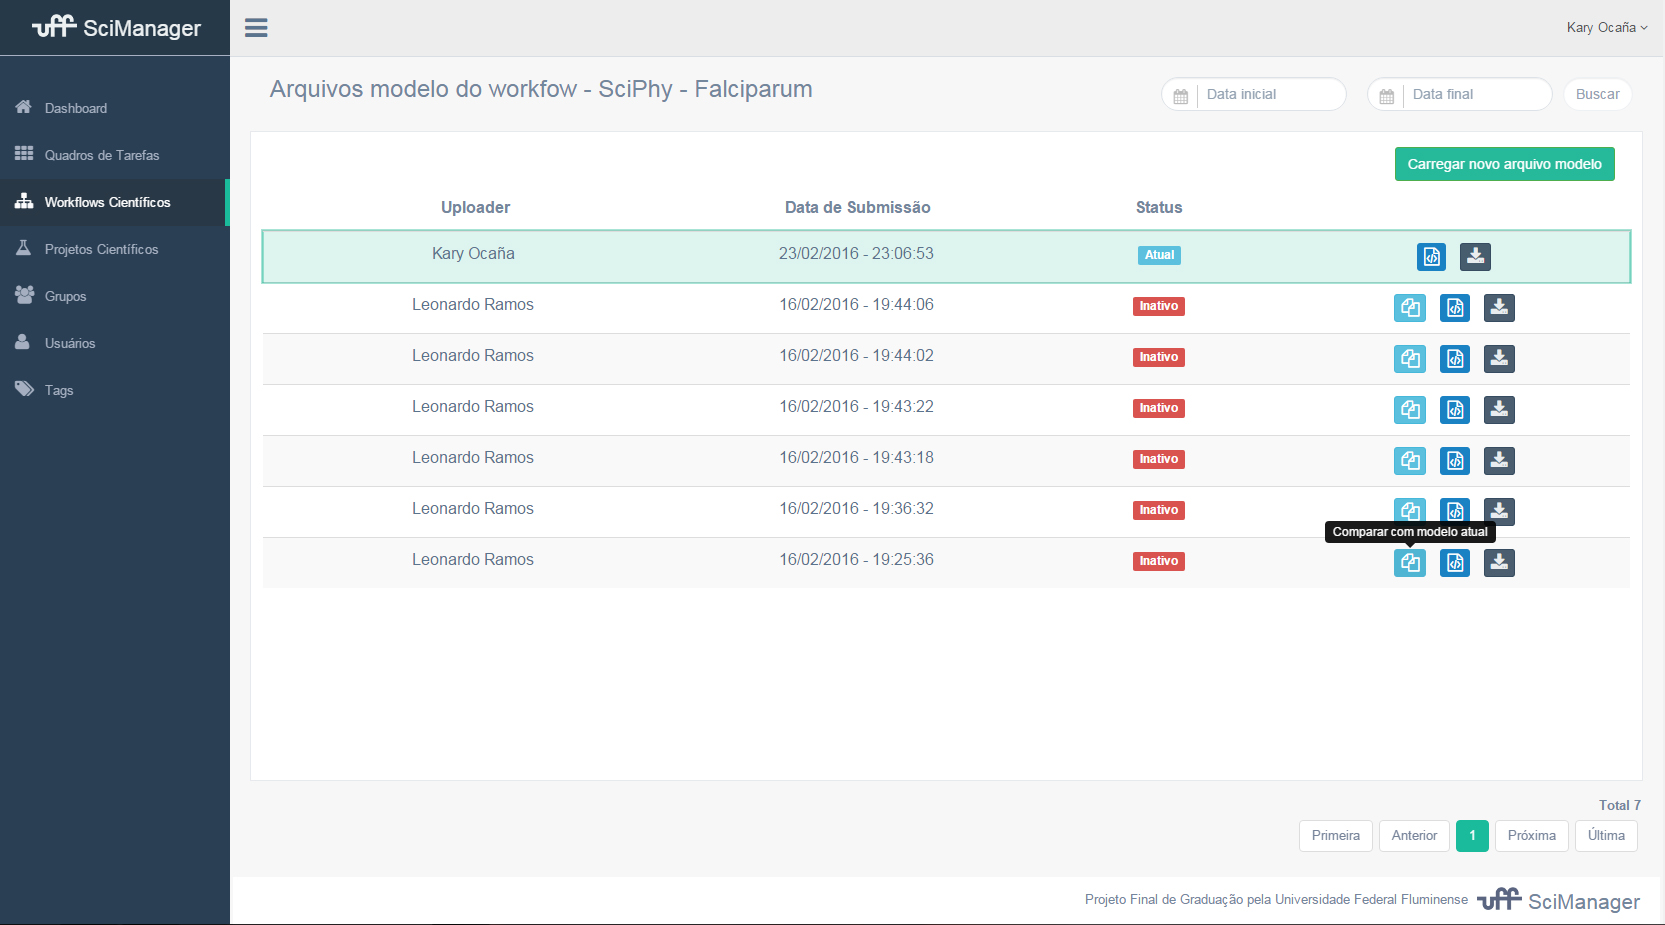 uff SciManager
Kary Ocaña
Dashboard
Quadros de Tarefas
Workflows Científicos
Projetos Científicos
Grupos
Usuários
Tags
Arquivos modelo do workfow - SciPhy - Falciparum
Data inicial
Data final
Buscar
Carregar novo arquivo modelo
Uploader Data de Submissão Status
Kary Ocaña 23/02/2016 - 23:06:53 Atual
Leonardo Ramos 16/02/2016 - 19:44:06 Inativo
Leonardo Ramos 16/02/2016 - 19:44:02 Inativo
Leonardo Ramos 16/02/2016 - 19:43:22 Inativo
Leonardo Ramos 16/02/2016 - 19:43:18 Inativo
Leonardo Ramos 16/02/2016 - 19:36:32 Inativo
Comparar com modelo atual
Leonardo Ramos 16/02/2016 - 19:25:36 Inativo
Total 7
Primeira Anterior 1 Próxima Última
Projeto Final de Graduação pela Universidade Federal Fluminense uff SciManager